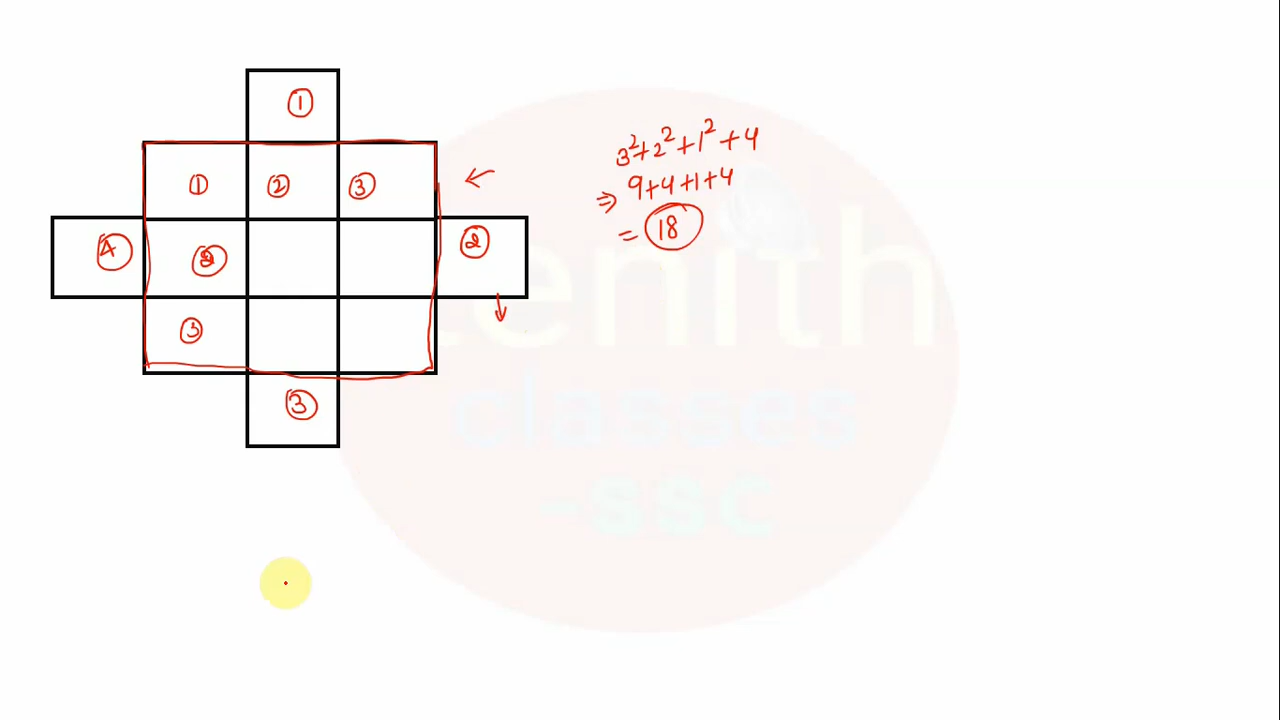 ①
① ② ③
④ ② ②
③
③
3²+2²+1²+4
⇒ 9+4+1+4
= 18
zenith
classes
-ssc